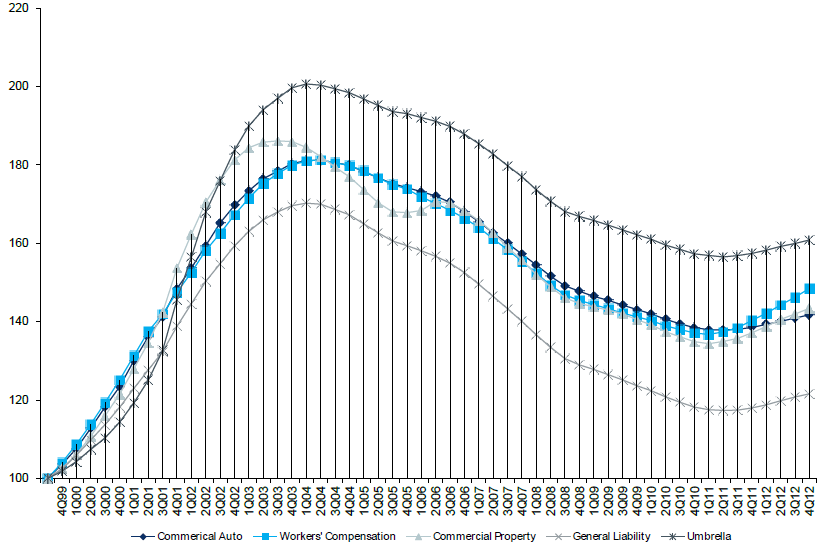 220
200
180
160
140
120
100
4Q99
1Q00
2Q00
3Q00
4Q00
1Q01
2Q01
3Q01
4Q01
1Q02
2Q02
3Q02
4Q02
1Q03
2Q03
3Q03
4Q03
1Q04
2Q04
3Q04
4Q04
1Q05
2Q05
3Q05
4Q05
1Q06
2Q06
3Q06
4Q06
1Q07
2Q07
3Q07
4Q07
1Q08
2Q08
3Q08
4Q08
1Q09
2Q09
3Q09
4Q09
1Q10
2Q10
3Q10
4Q10
1Q11
2Q11
3Q11
4Q11
1Q12
2Q12
3Q12
4Q12
Commerical Auto
Workers' Compensation
Commercial Property
General Liability
Umbrella